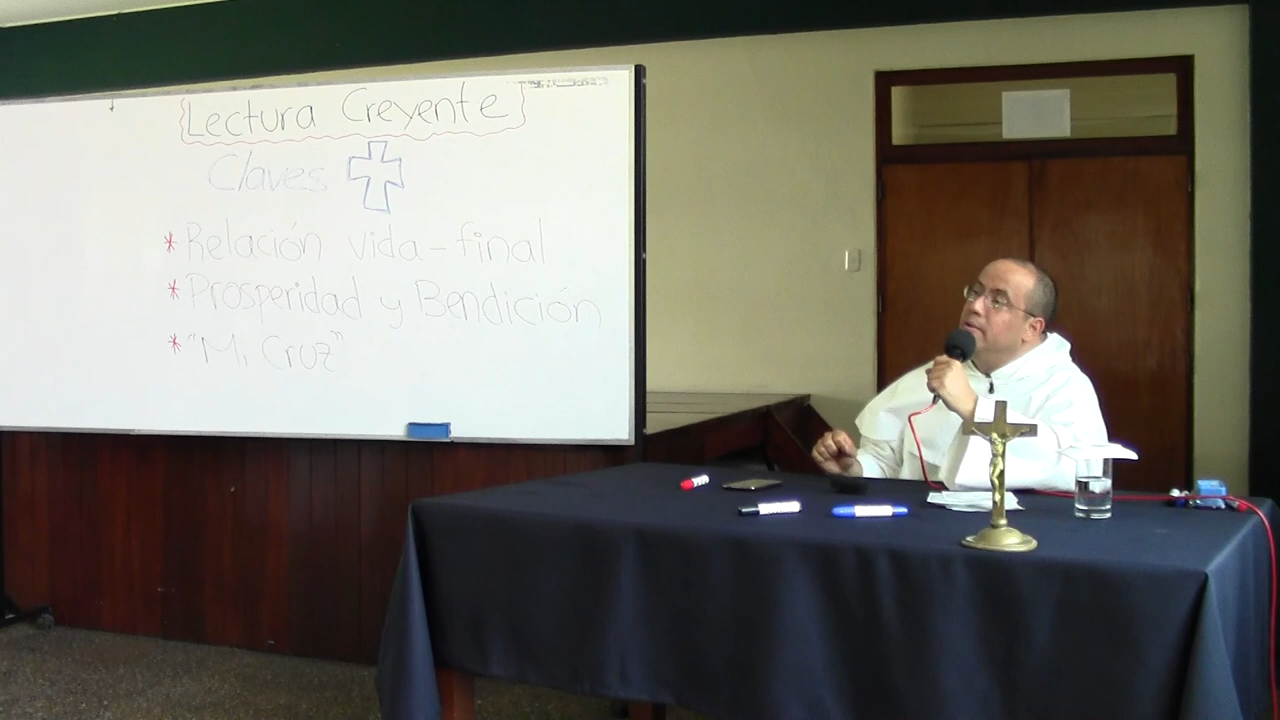 Lectura Creyente
Claves
* Relación vida - final
* Prosperidad y Bendición
* "Mi Cruz"